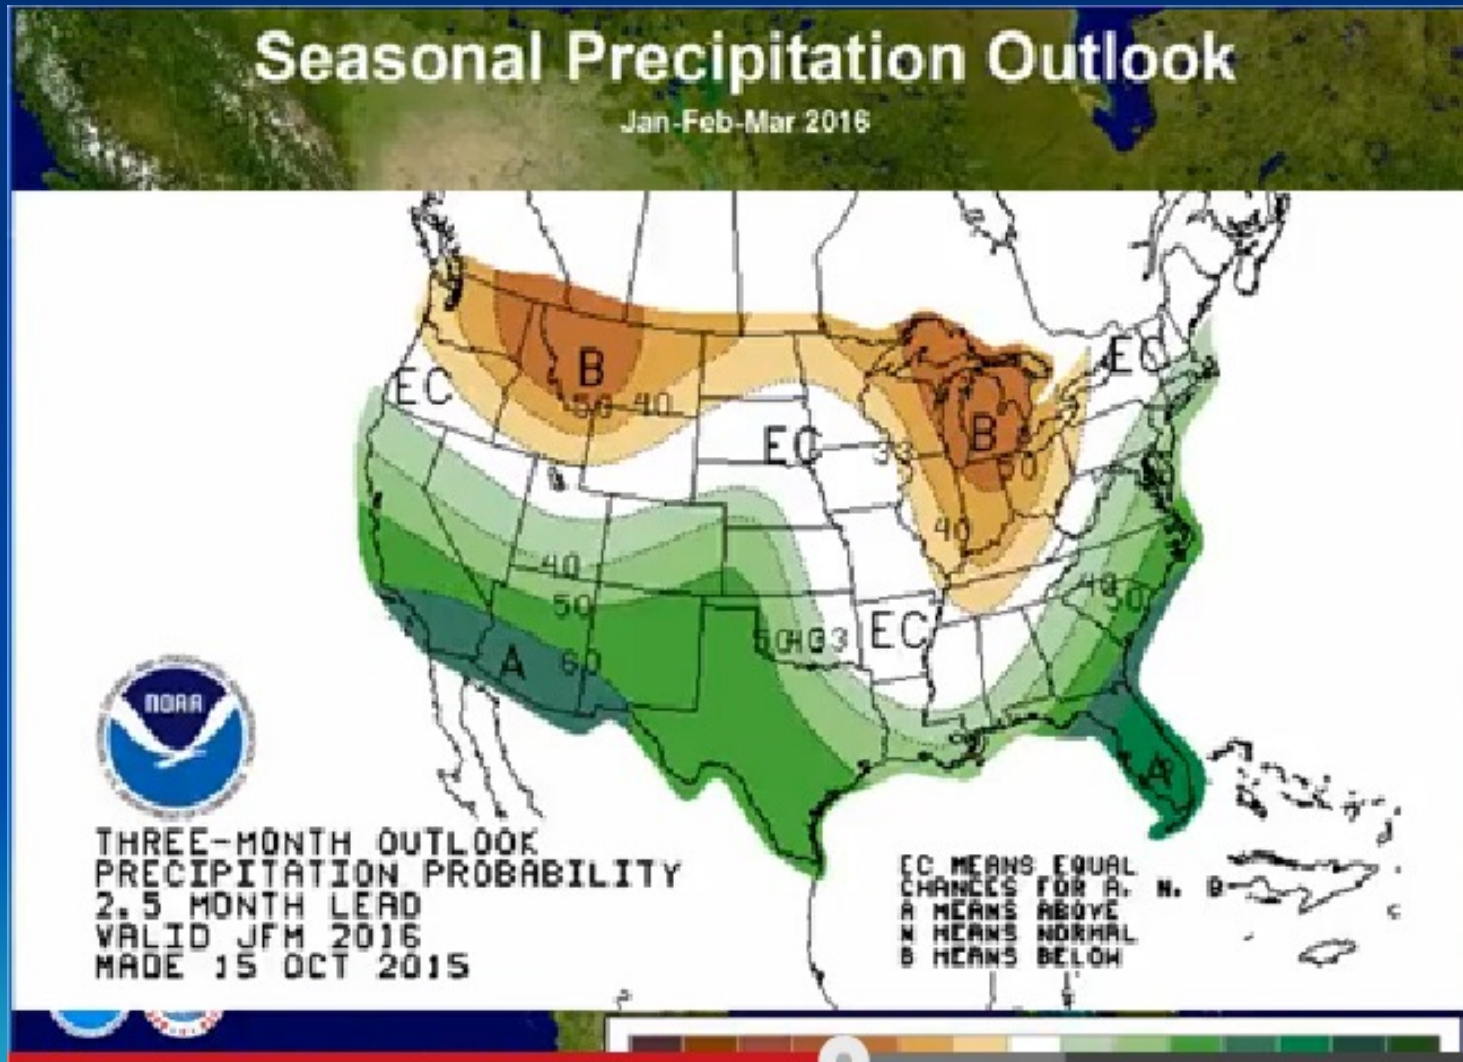 Seasonal Precipitation Outlook
Jan-Feb-Mar 2016
EC
B
50 40
EC
EC
33
B
50
40
40
50
A
60
50 40 33
EC
40
50
A
NOAA
THREE-MONTH OUTLOOK
PRECIPITATION PROBABILITY
2.5 MONTH LEAD
VALID JFM 2016
MADE 15 OCT 2015
EC MEANS EQUAL
CHANCES FOR A, N, B
A MEANS ABOVE
N MEANS NORMAL
B MEANS BELOW